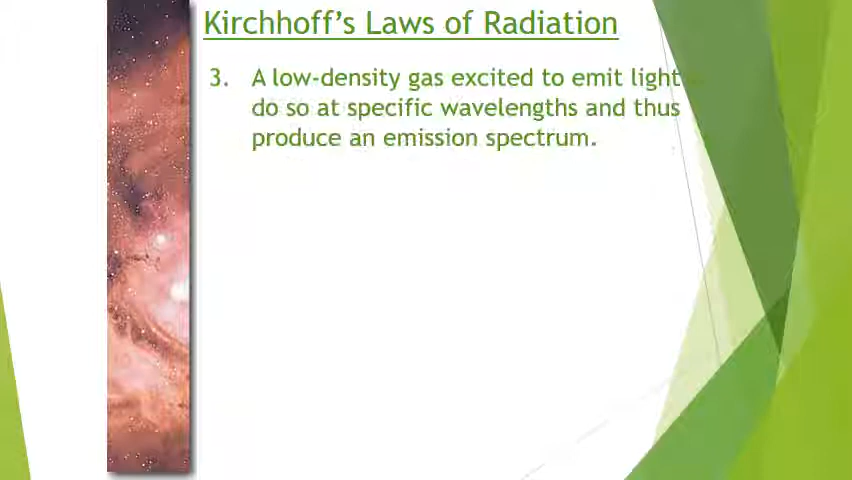 Kirchhoff's Laws of Radiation
3. A low-density gas excited to emit light
do so at specific wavelengths and thus
produce an emission spectrum.